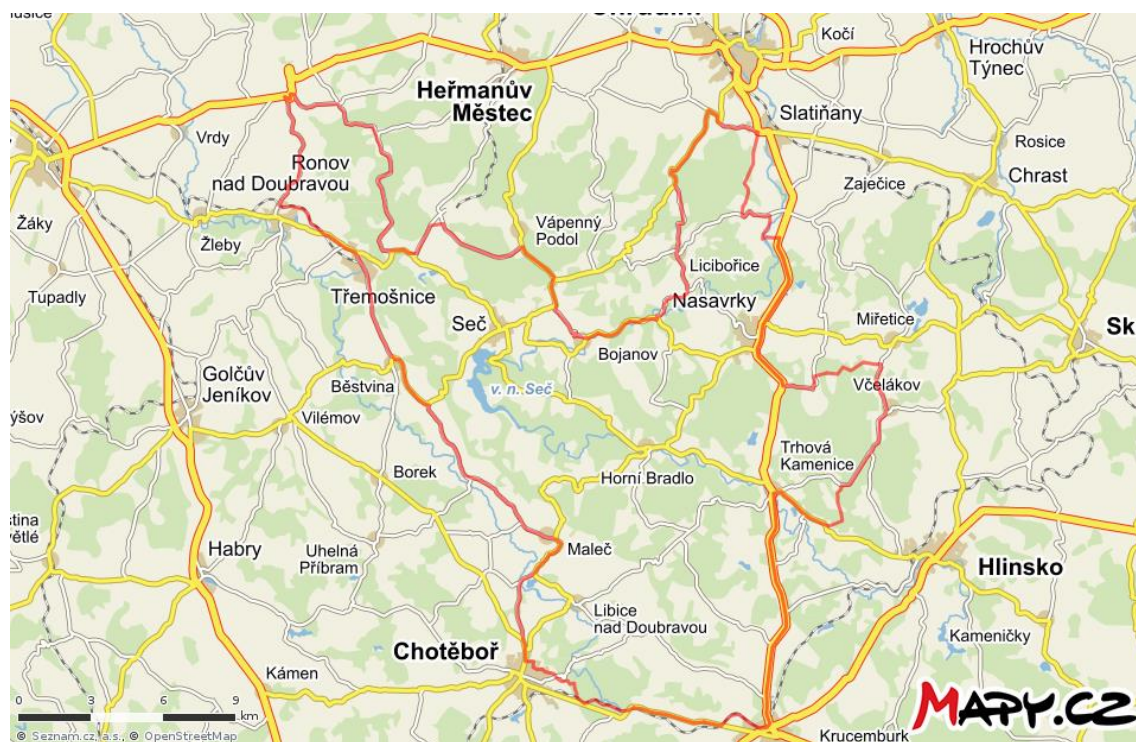 Kočí
Hrochův
Týnec
Heřmanův
Městec
Slatiňany
Vrdy
Rosice
Ronov
nad Doubravou
Chrast
Zaječice
Žáky
Vápenný
Podol
Žleby
Licibořice
Tupadly
Třemošnice
Nasavrky
Seč
Miřetice
Sk
Bojanov
Golčův
Jeníkov
Běstvina
v. n. Seč
Včelákov
Vilémov
Trhová
Kamenice
Borek
Horní Bradlo
Habry
Uhelná
Příbram
Maleč
Hlinsko
Libice
nad Doubravou
Kameničky
Chotěboř
Kámen
0 3 6 9
km
Krucemburk
MAPY.CZ
© Seznam.cz, a.s., © OpenStreetMap